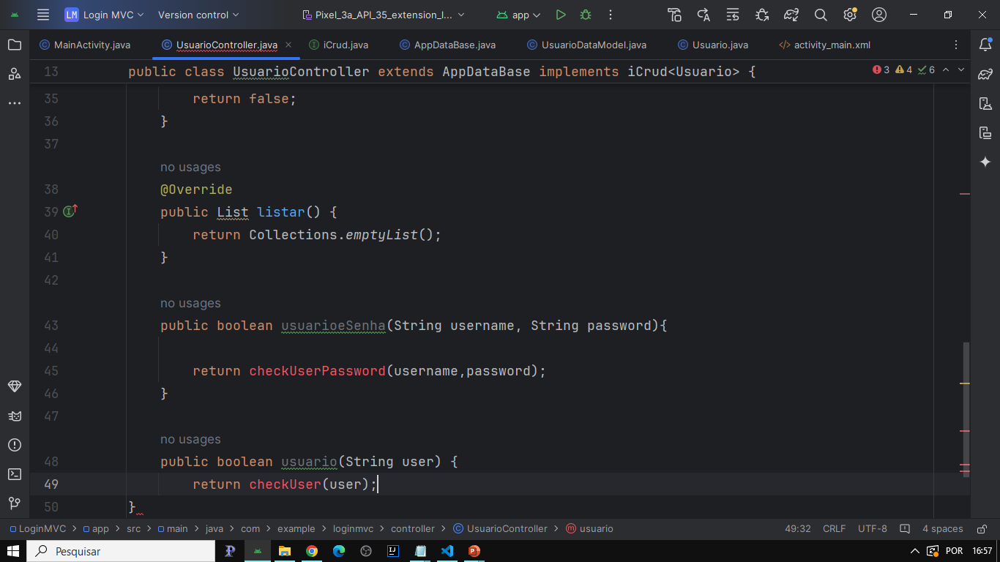 LM Login MVC Version control Pixel_3a_API_35_extension_l... app
MainActivity.java UsuarioController.java iCrud.java AppDataBase.java UsuarioDataModel.java Usuario.java activity_main.xml
13 public class UsuarioController extends AppDataBase implements iCrud<Usuario> { 3 4 6
35 return false;
36 }
37
no usages
38 @Override
39 public List listar() {
40 return Collections.emptyList();
41 }
42
no usages
43 public boolean usuarioeSenha(String username, String password){
44
45 return checkUserPassword(username,password);
46 }
47
no usages
48 public boolean usuario(String user) {
49 return checkUser(user);
50 }
LoginMVC > app > src > main > java > com > example > loginmvc > controller > UsuarioController > usuario 49:32 CRLF UTF-8 4 spaces
Pesquisar POR 16:57